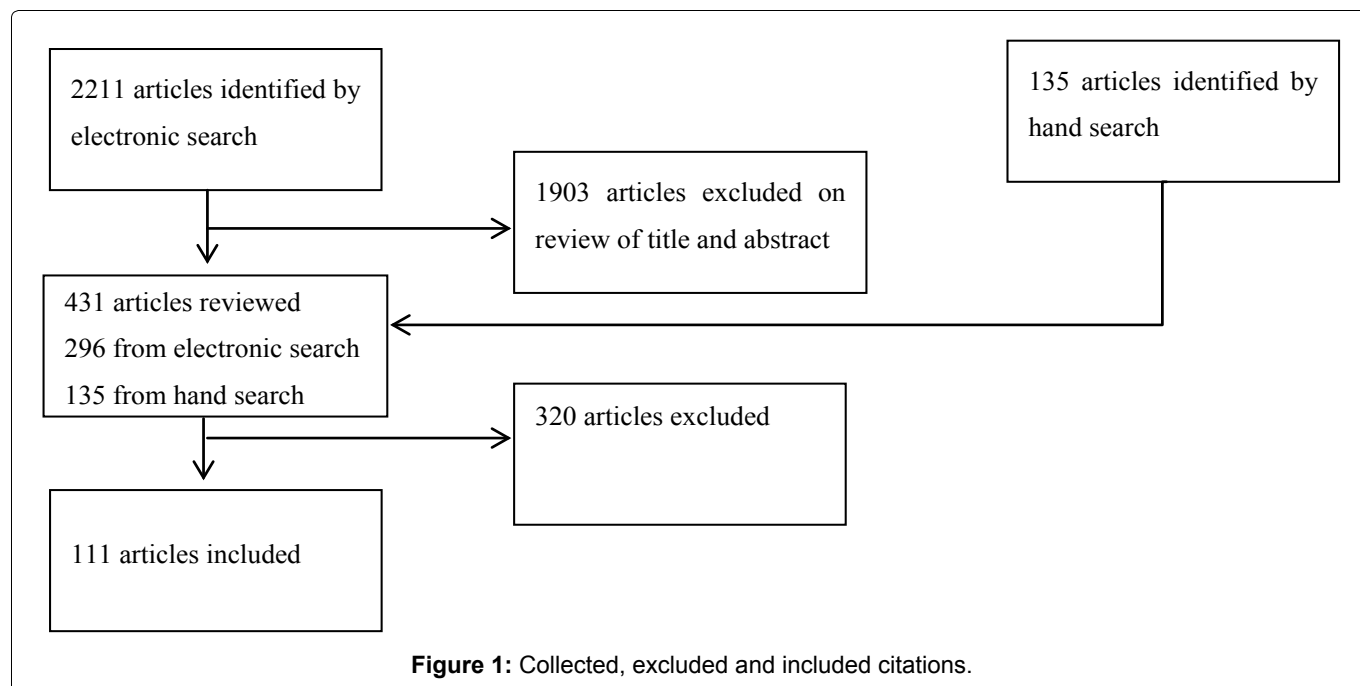 2211 articles identified by
electronic search
135 articles identified by
hand search
1903 articles excluded on
review of title and abstract
431 articles reviewed
296 from electronic search
135 from hand search
320 articles excluded
111 articles included
Figure 1: Collected, excluded and included citations.